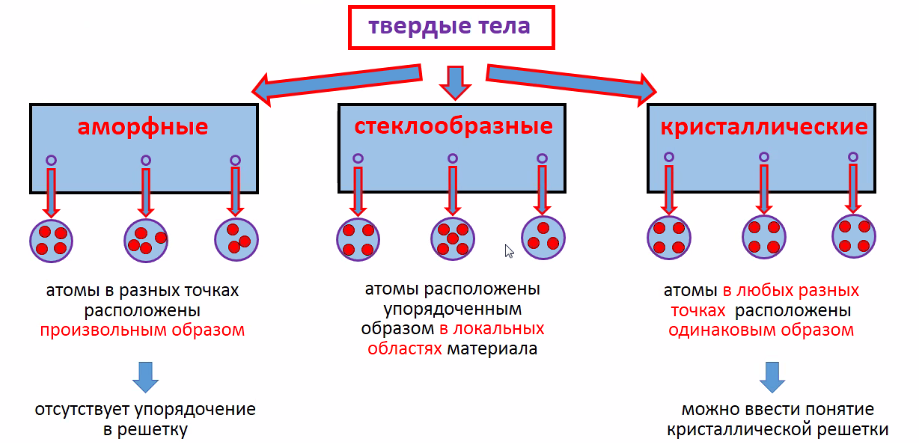 твердые тела
аморфные
стеклообразные
кристаллические
атомы в разных точках
расположены
произвольным образом
атомы расположены
упорядоченным
образом в локальных
областях материала
атомы в любых разных
точках расположены
одинаковым образом
отсутствует упорядочение
в решетку
можно ввести понятие
кристаллической решетки